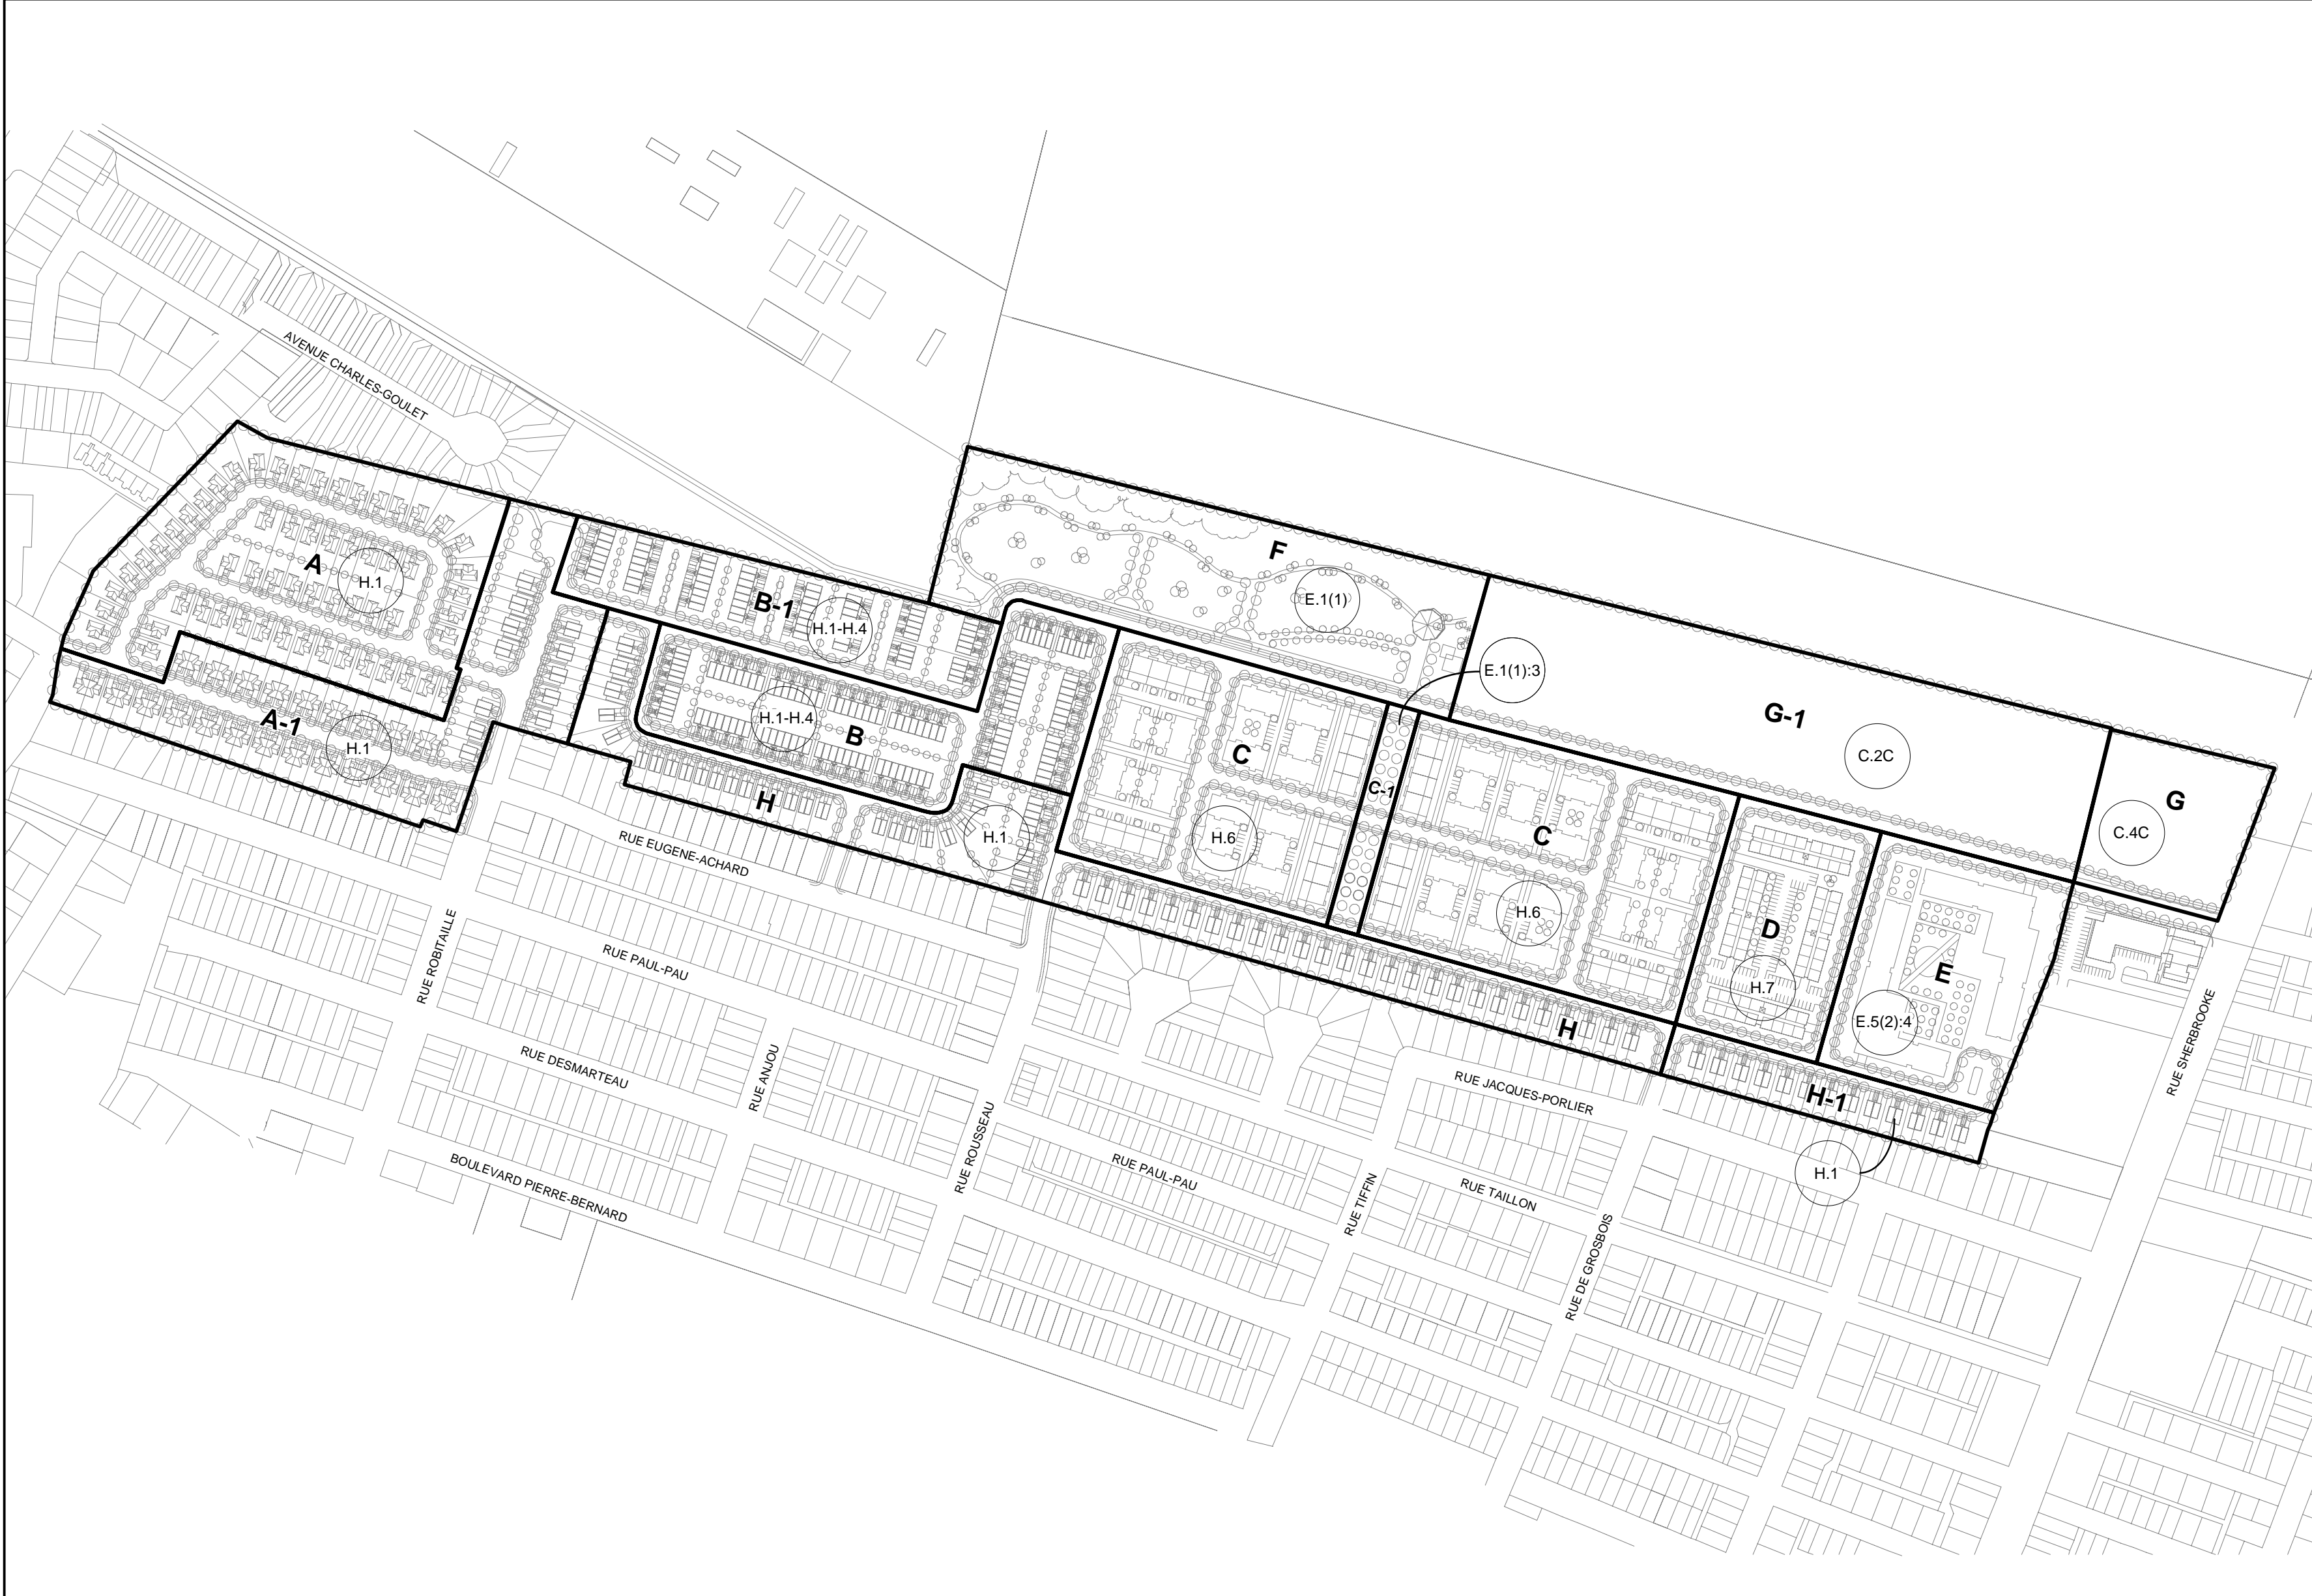 AVENUE CHARLES-GOULET
F
A
H.1
B-1
H.1-H.4
E.1(1)
E.1(1):3
G-1
C.2C
A-1
H.1
H.1-H.4
B
C
C-1
G
C.4C
H
H.1
H.6
C
H.6
D
H.7
E
E.5(2):4
H
H-1
H.1
RUE EUGENE-ACHARD
RUE ROBITAILLE
RUE PAUL-PAU
RUE DESMARTEAU
RUE ANJOU
RUE ROUSSEAU
BOULEVARD PIERRE-BERNARD
RUE PAUL-PAU
RUE JACQUES-PORLIER
RUE TIFFIN
RUE TAILLON
RUE DE GROSBOIS
RUE SHERBROOKE